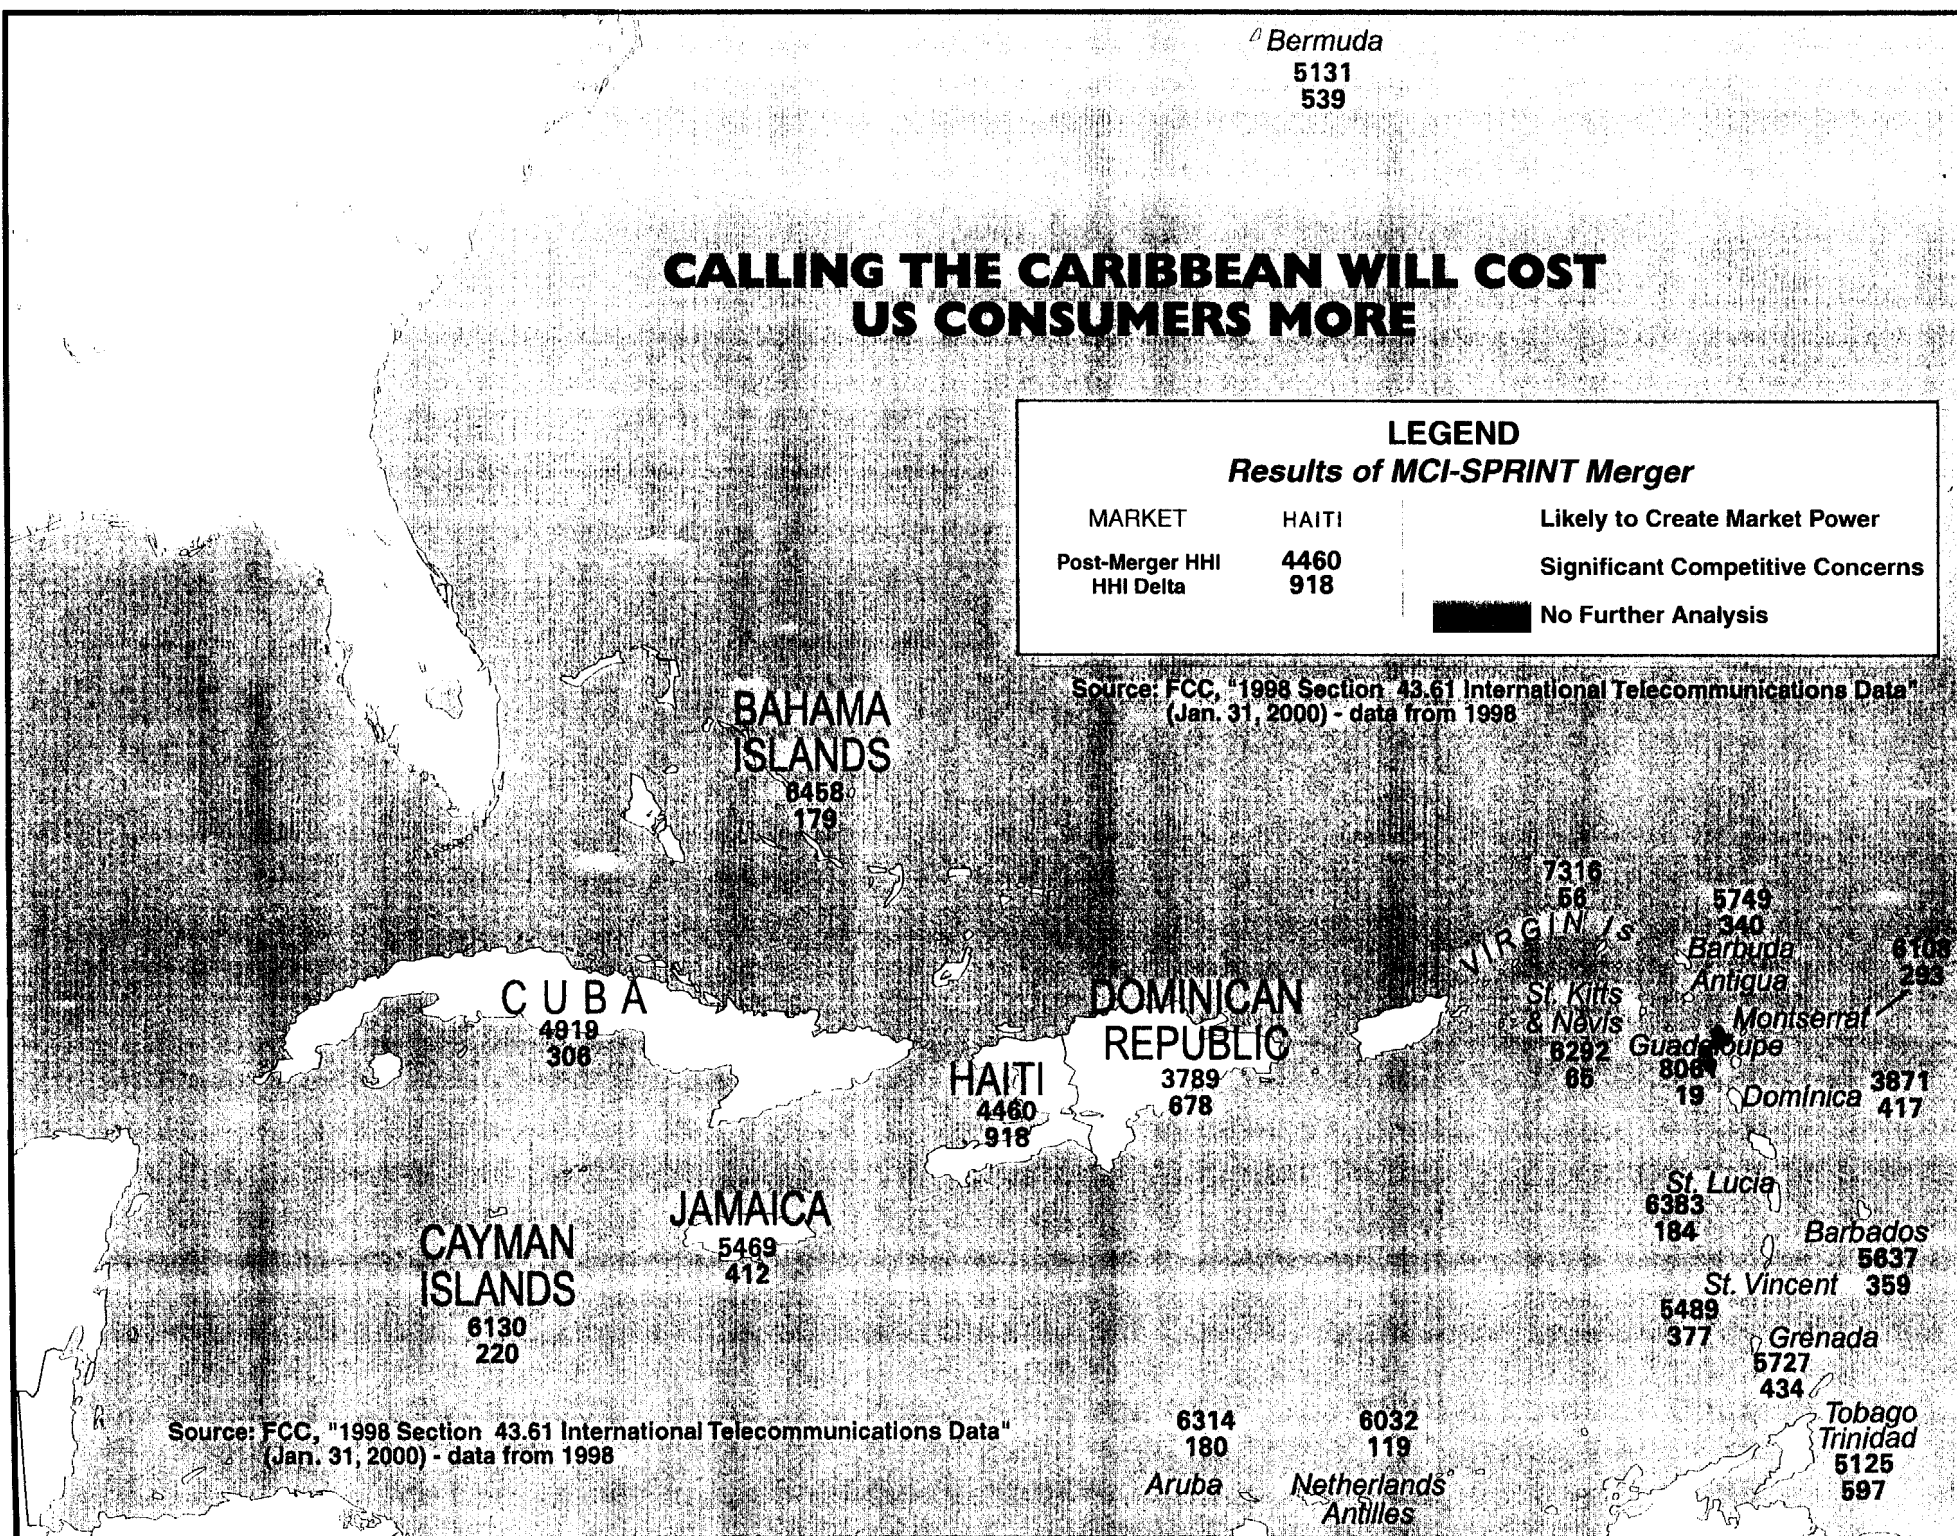 Bermuda
5131
539
CALLING THE CARIBBEAN WILL COST
US CONSUMERS MORE
LEGEND
Results of MCI-SPRINT Merger
MARKET HAITI
Post-Merger HHI 4460
HHI Delta 918
Likely to Create Market Power
Significant Competitive Concerns
No Further Analysis
Source: FCC, "1998 Section 43.61 International Telecommunications Data"
(Jan. 31, 2000) - data from 1998
BAHAMA
ISLANDS
6458
179
7316
56
VIRGIN Is
5749
340
Barbuda
Antigua
293
Montserrat
CUBA
4919
306
DOMINICAN
REPUBLIC
3789
678
HAITI
4460
918
St. Kitts
& Nevis
6292
65
Guadeloupe
19
Dominica
3871
417
JAMAICA
5469
412
CAYMAN
ISLANDS
6130
220
St. Lucia
6383
184
Barbados
5637
359
St. Vincent
5489
377
Grenada
5727
434
Tobago
Trinidad
5125
597
6314
180
Aruba
6032
119
Netherlands
Antilles
Source: FCC, "1998 Section 43.61 International Telecommunications Data"
(Jan. 31, 2000) - data from 1998